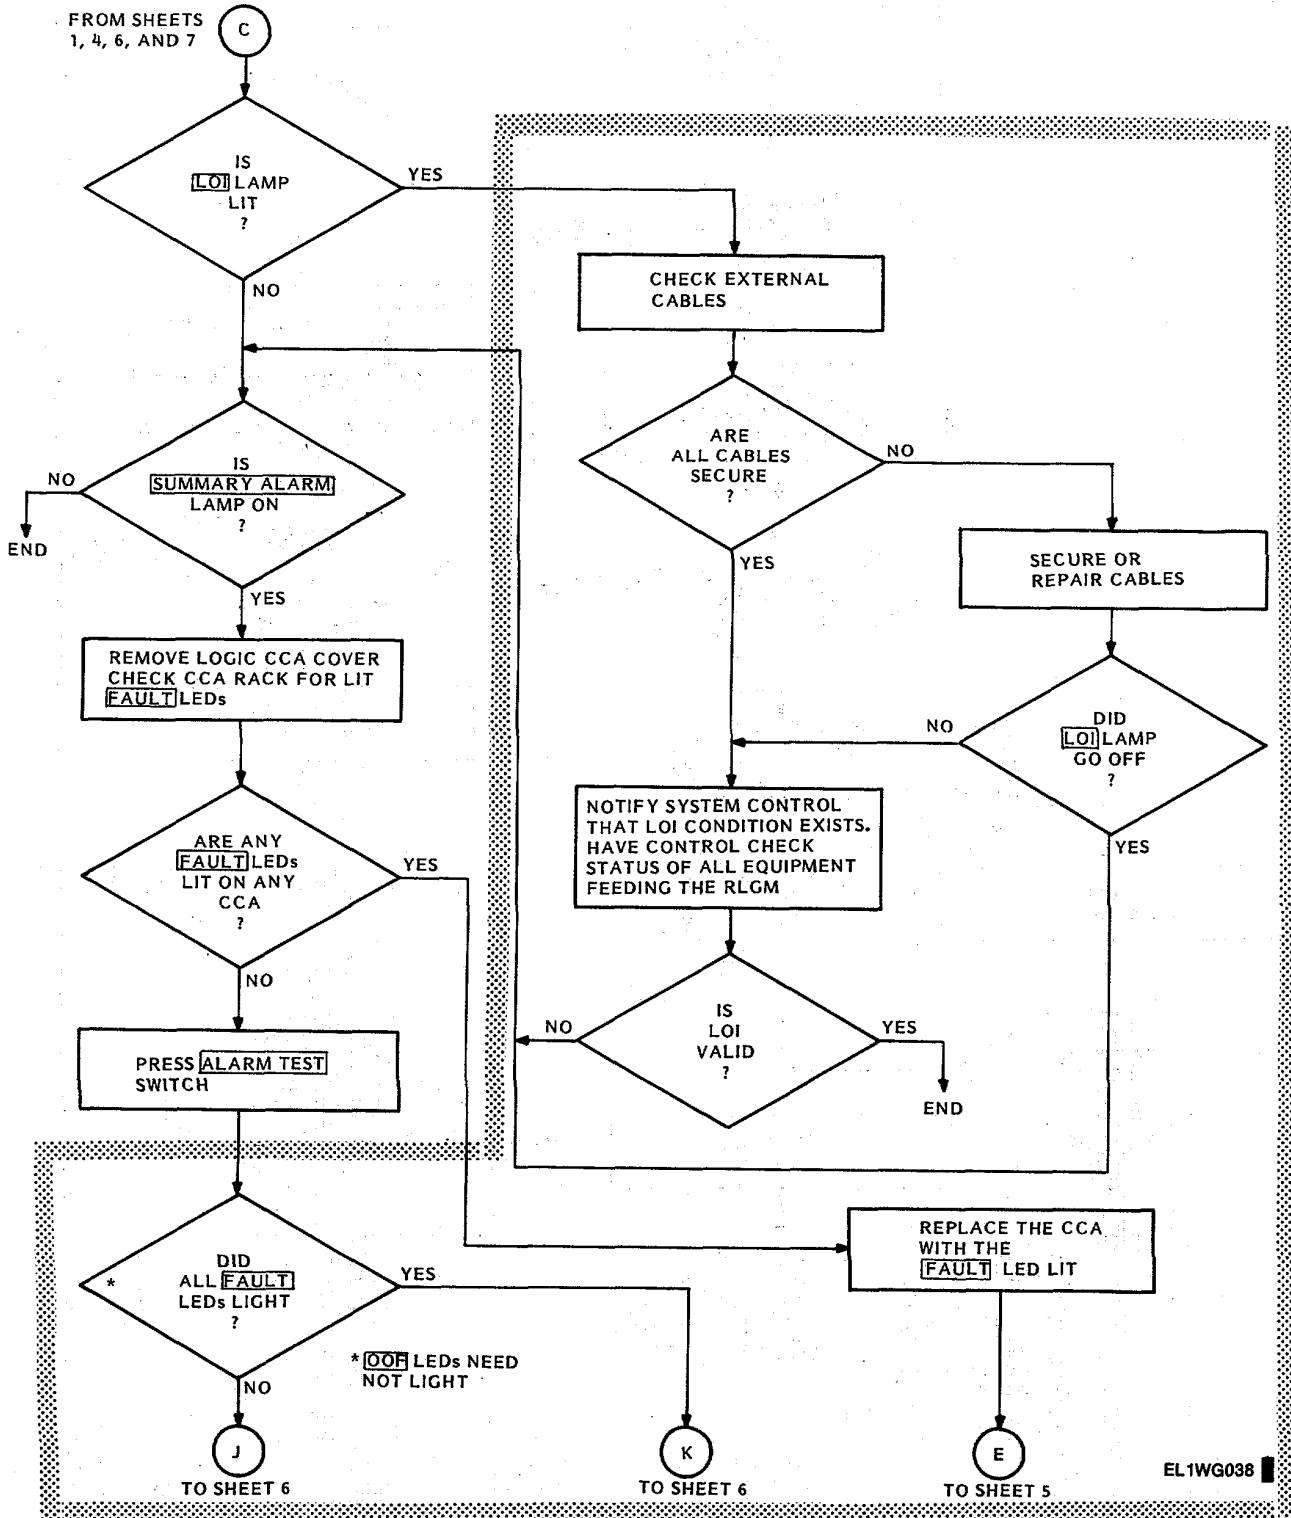 FROM SHEETS
1, 4, 6, AND 7
C
IS
LOI LAMP
LIT
?
YES
NO
CHECK EXTERNAL
CABLES
ARE
ALL CABLES
SECURE
?
NO
YES
SECURE OR
REPAIR CABLES
DID
LOI LAMP
GO OFF
?
NO
YES
NOTIFY SYSTEM CONTROL
THAT LOI CONDITION EXISTS.
HAVE CONTROL CHECK
STATUS OF ALL EQUIPMENT
FEEDING THE RLGM
IS
LOI
VALID
?
NO
YES
END
IS
SUMMARY ALARM
LAMP ON
?
NO
END
YES
REMOVE LOGIC CCA COVER
CHECK CCA RACK FOR LIT
FAULT LEDs
ARE ANY
FAULT LEDs
LIT ON ANY
CCA
?
YES
NO
PRESS ALARM TEST
SWITCH
*
DID
ALL FAULT
LEDs LIGHT
?
YES
NO
* OOF LEDs NEED
NOT LIGHT
REPLACE THE CCA
WITH THE
FAULT LED LIT
J
TO SHEET 6
K
TO SHEET 6
E
TO SHEET 5
EL1WG038